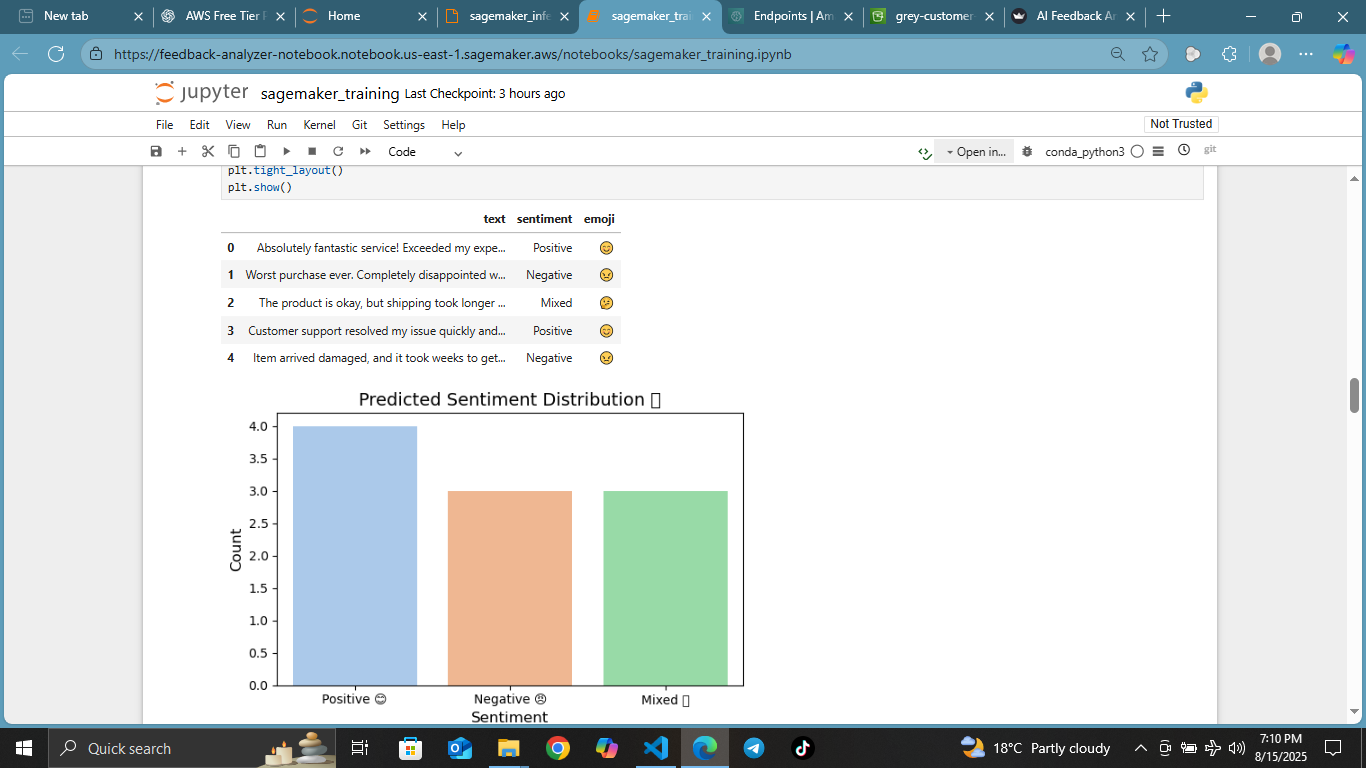 New tab
AWS Free Tier
Home
sagemaker_infe
sagemaker_trai
Endpoints | Am
grey-customer
AI Feedback An
https://feedback-analyzer-notebook.notebook.us-east-1.sagemaker.aws/notebooks/sagemaker_training.ipynb
jupyter sagemaker_training Last Checkpoint: 3 hours ago
File Edit View Run Kernel Git Settings Help
Not Trusted
Code
Open in...
conda_python3
git
plt.tight_layout()
plt.show()
text sentiment emoji
0 Absolutely fantastic service! Exceeded my expe... Positive 😊
1 Worst purchase ever. Completely disappointed w... Negative 😠
2 The product is okay, but shipping took longer ... Mixed 🤔
3 Customer support resolved my issue quickly and... Positive 😊
4 Item arrived damaged, and it took weeks to get... Negative 😠
Predicted Sentiment Distribution ▯
4.0
3.5
3.0
2.5
2.0
1.5
1.0
0.5
0.0
Count
Positive 😊 Negative 😠 Mixed ▯
Sentiment
Quick search
18°C Partly cloudy
7:10 PM
8/15/2025